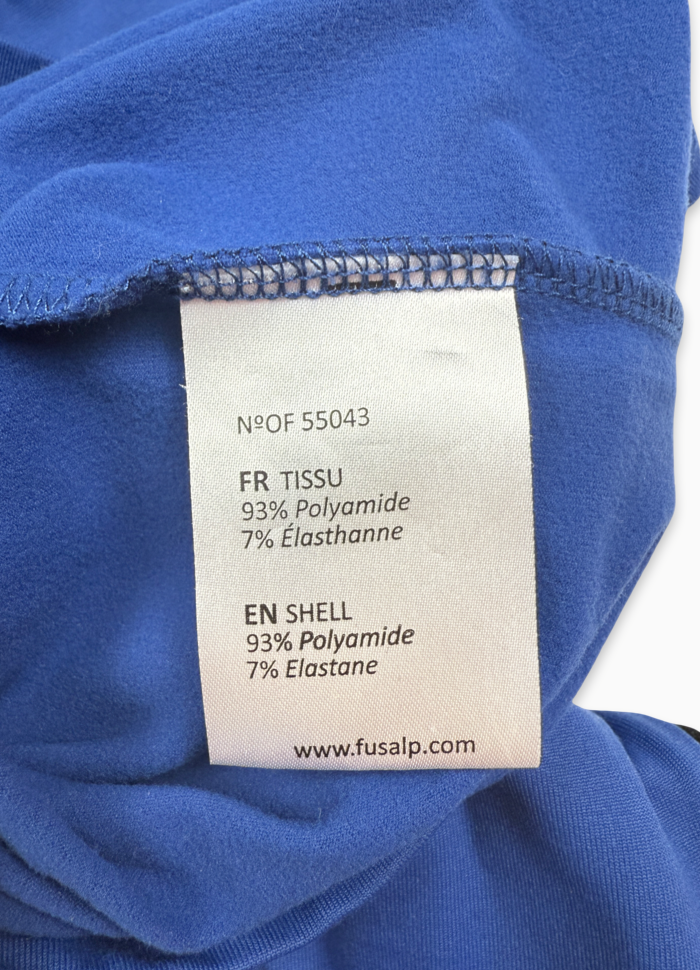 NºOF 55043
FR TISSU
93% Polyamide
7% Élasthanne
EN SHELL
93% Polyamide
7% Elastane
www.fusalp.com